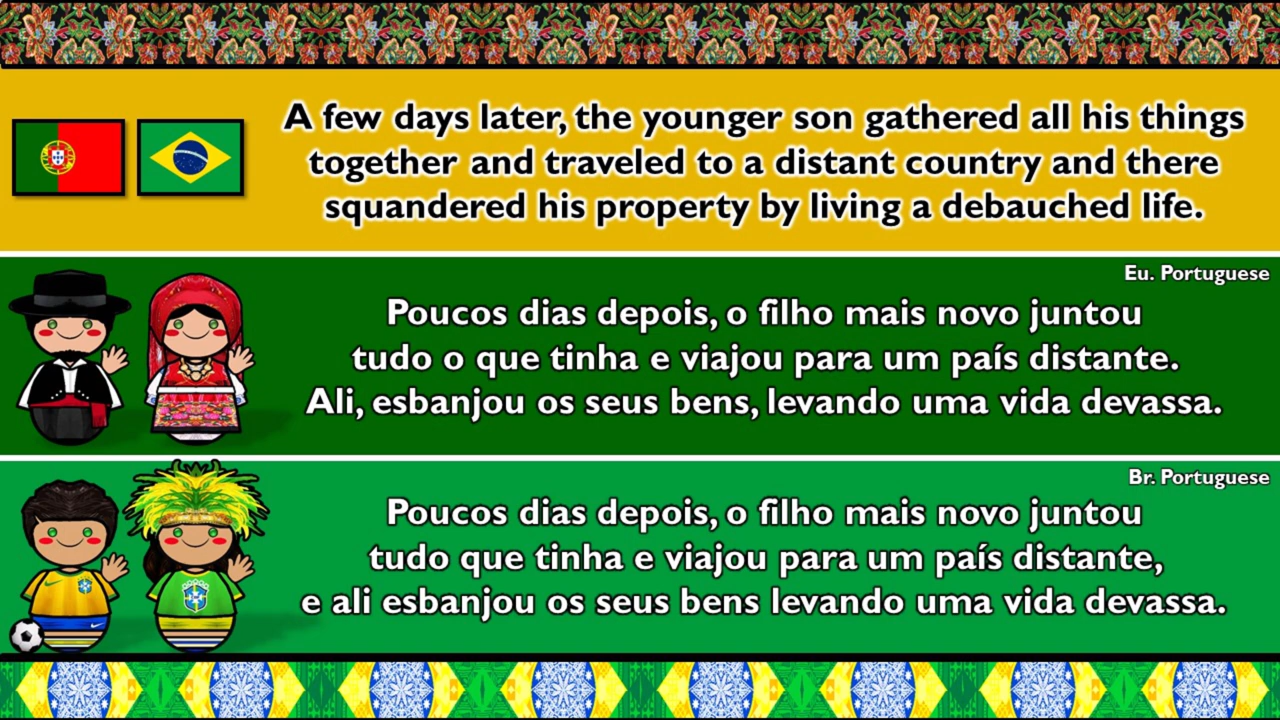 A few days later, the younger son gathered all his things
together and traveled to a distant country and there
squandered his property by living a debauched life.
Eu. Portuguese
Poucos dias depois, o filho mais novo juntou
tudo o que tinha e viajou para um país distante.
Ali, esbanjou os seus bens, levando uma vida devassa.
Br. Portuguese
Poucos dias depois, o filho mais novo juntou
tudo que tinha e viajou para um país distante,
e ali esbanjou os seus bens levando uma vida devassa.